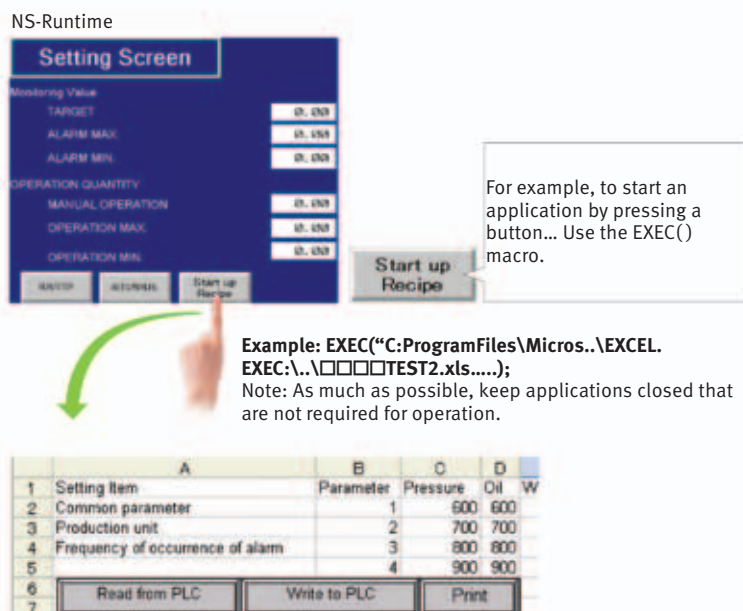 NS-Runtime
Setting Screen
Monitoring Value
TARGET 0.00
ALARM MAX. 0.00
ALARM MIN. 0.00
OPERATION QUANTITY
MANUAL OPERATION 0.00
OPERATION MAX. 0.00
OPERATION MIN. 0.00
Start up
Recipe
For example, to start an
application by pressing a
button... Use the EXEC()
macro.
Start up
Recipe
Example: EXEC(“C:ProgramFiles\Micros..\EXCEL.
EXEC:\..\□□□□TEST2.xls.....);
Note: As much as possible, keep applications closed that
are not required for operation.
A B C D
1 Setting Item Parameter Pressure Oil W
2 Common parameter 1 600 600
3 Production unit 2 700 700
4 Frequency of occurrence of alarm 3 800 800
5 4 900 900
6 Read from PLC Write to PLC Print
7